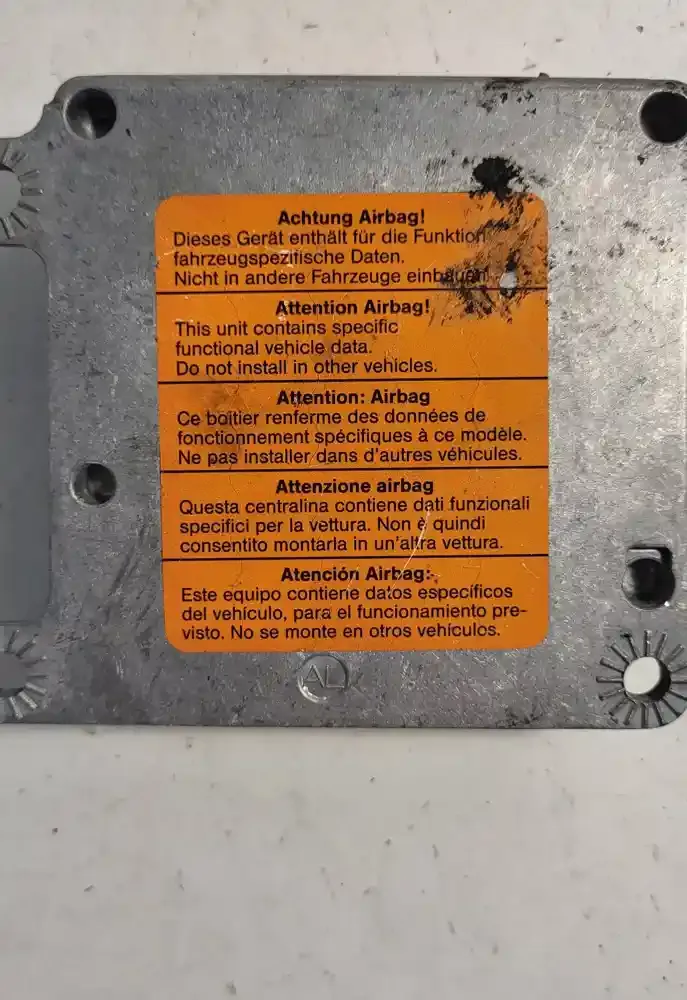 Achtung Airbag!
Dieses Gerät enthält für die Funktion
fahrzeugspezifische Daten.
Nicht in andere Fahrzeuge einbauen!
Attention Airbag!
This unit contains specific
functional vehicle data.
Do not install in other vehicles.
Attention: Airbag
Ce boîtier renferme des données de
fonctionnement spécifiques à ce modèle.
Ne pas installer dans d'autres véhicules.
Attenzione airbag
Questa centralina contiene dati funzionali
specifici per la vettura. Non è quindi
consentito montarla in un'altra vettura.
Atención Airbag:
Este equipo contiene datos específicos
del vehículo, para el funcionamiento pre-
visto. No se monte en otros vehículos.
AL